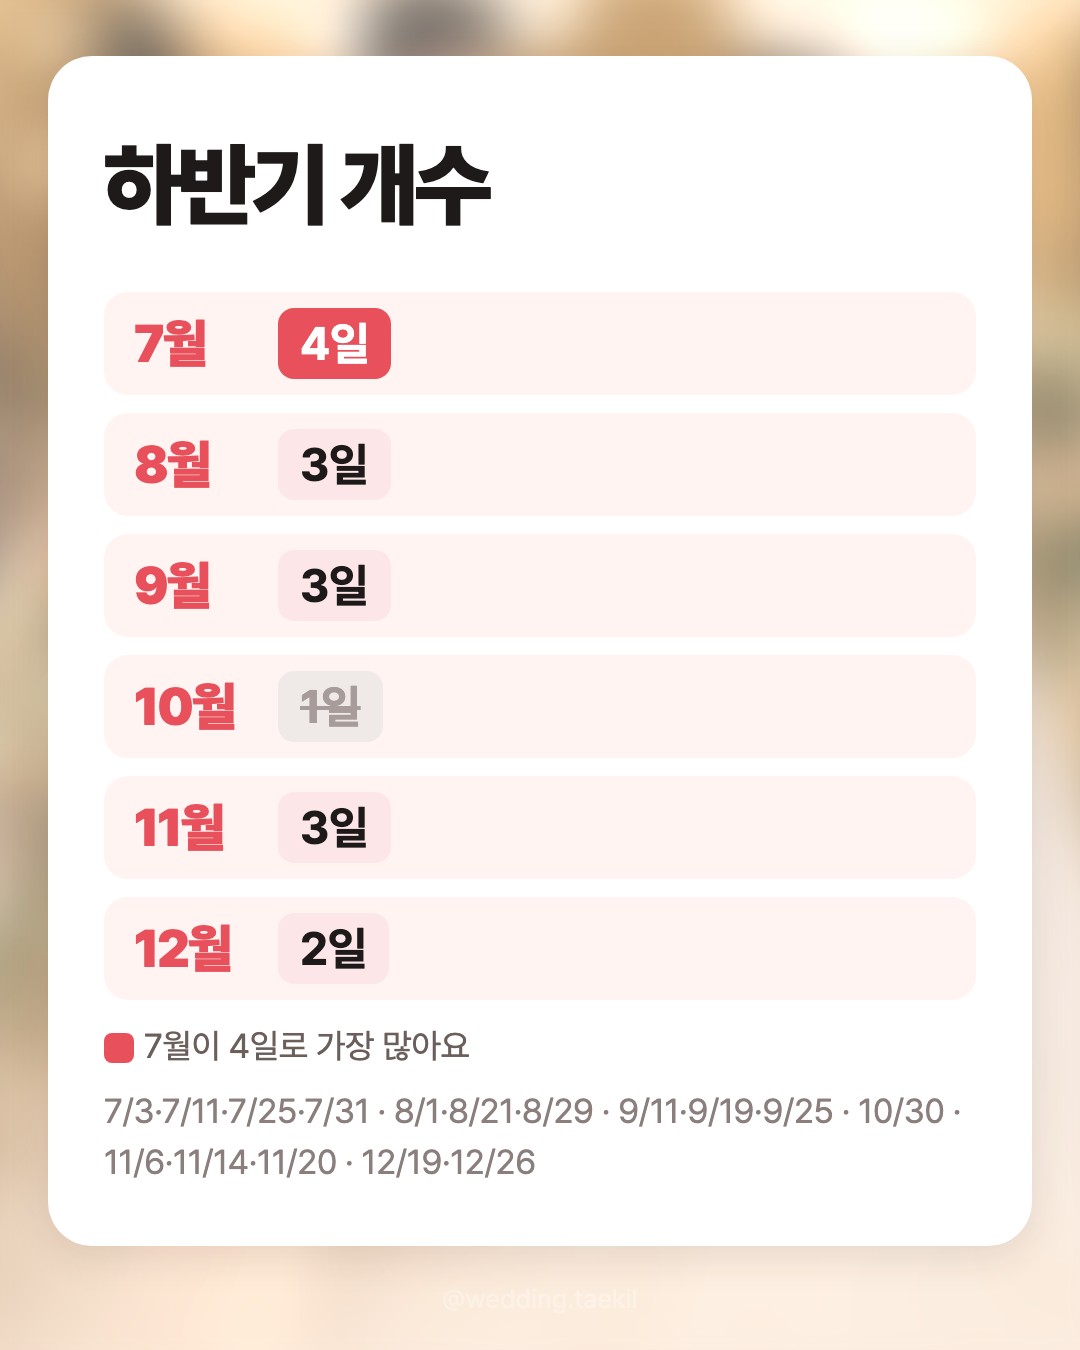 하반기 개수
7월 4일
8월 3일
9월 3일
10월 1일
11월 3일
12월 2일
7월이 4일로 가장 많아요
7/3·7/11·7/25·7/31 · 8/1·8/21·8/29 · 9/11·9/19·9/25 · 10/30 ·
11/6·11/14·11/20 · 12/19·12/26
@wedding.taekil